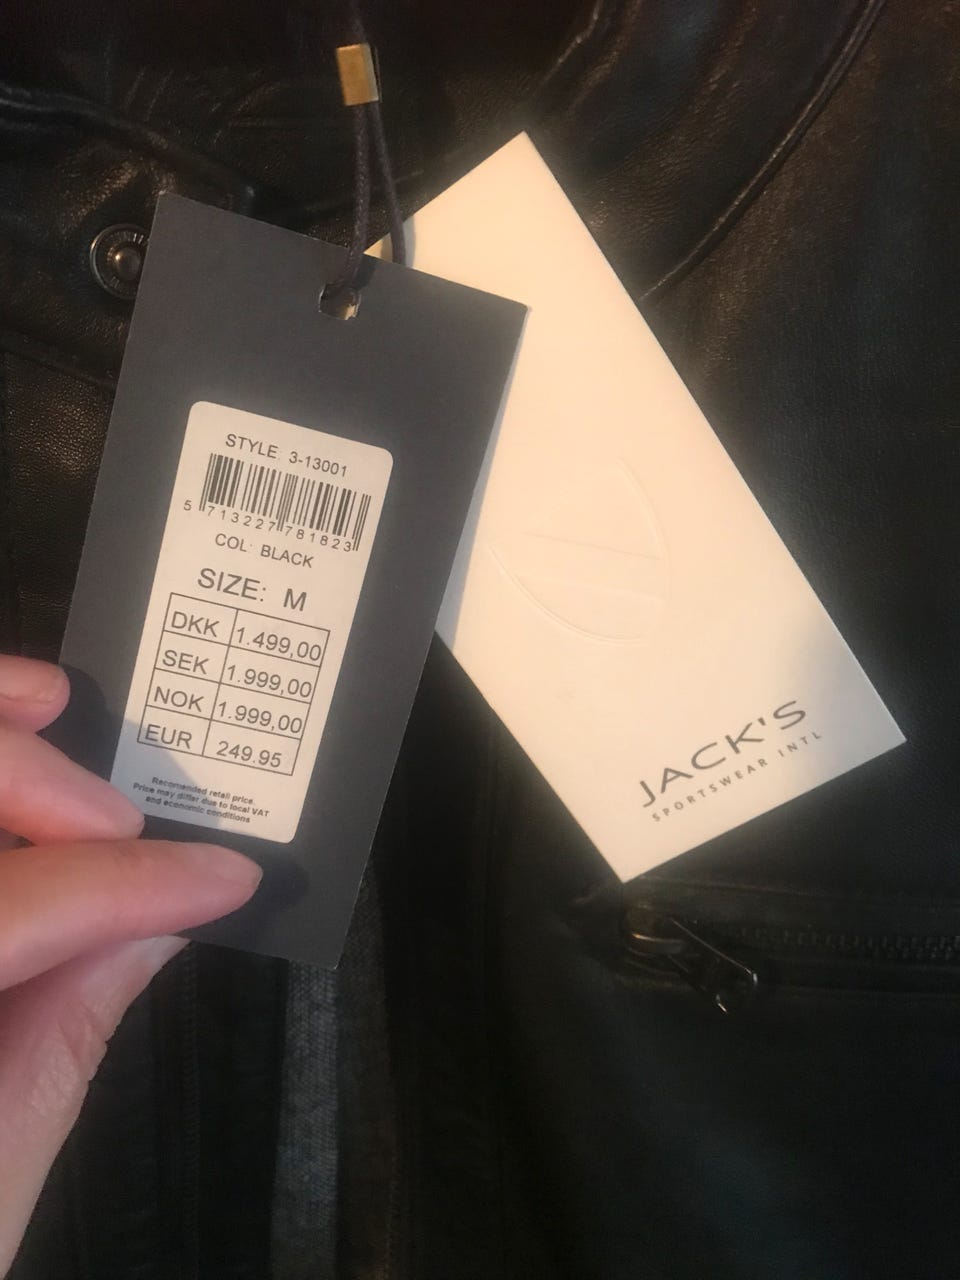 STYLE: 3-13001
5 713227 781823
COL: BLACK
SIZE: M
DKK 1.499,00
SEK 1.999,00
NOK 1.999,00
EUR 249.95
Recomended retail price.
Price may differ due to local VAT
and economic conditions
JACK'S
SPORTSWEAR INTL